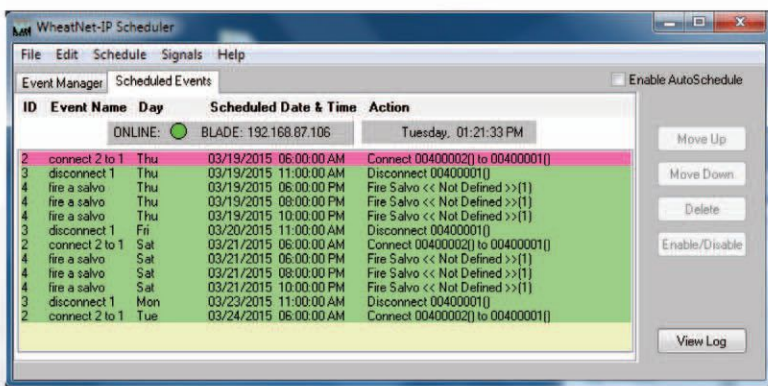 WheatNet-IP Scheduler
File Edit Schedule Signals Help
Event Manager Scheduled Events Enable AutoSchedule
ID Event Name Day Scheduled Date & Time Action
ONLINE: BLADE: 192.168.87.106 Tuesday, 01:21:33 PM
2 connect 2 to 1 Thu 03/19/2015 06:00:00 AM Connect 00400002() to 00400001()
3 disconnect 1 Thu 03/19/2015 11:00:00 AM Disconnect 00400001()
4 fire a salvo Thu 03/19/2015 06:00:00 PM Fire Salvo << Not Defined >>(1)
4 fire a salvo Thu 03/19/2015 08:00:00 PM Fire Salvo << Not Defined >>(1)
4 fire a salvo Thu 03/19/2015 10:00:00 PM Fire Salvo << Not Defined >>(1)
3 disconnect 1 Fri 03/20/2015 11:00:00 AM Disconnect 00400001()
2 connect 2 to 1 Sat 03/21/2015 06:00:00 AM Connect 00400002() to 00400001()
4 fire a salvo Sat 03/21/2015 06:00:00 PM Fire Salvo << Not Defined >>(1)
4 fire a salvo Sat 03/21/2015 08:00:00 PM Fire Salvo << Not Defined >>(1)
4 fire a salvo Sat 03/21/2015 10:00:00 PM Fire Salvo << Not Defined >>(1)
3 disconnect 1 Mon 03/23/2015 11:00:00 AM Disconnect 00400001()
2 connect 2 to 1 Tue 03/24/2015 06:00:00 AM Connect 00400002() to 00400001()
Move Up
Move Down
Delete
Enable/Disable
View Log